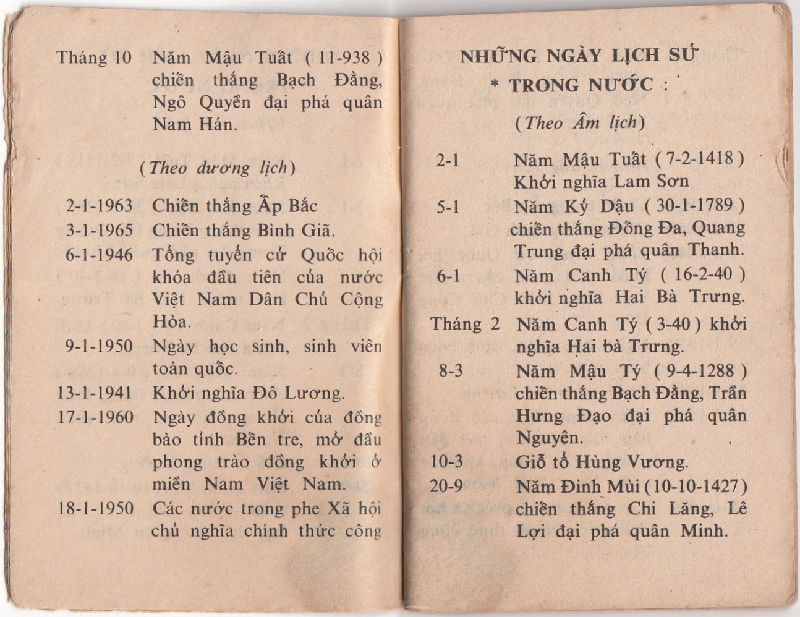 Tháng 10 Năm Mậu Tuất ( 11-938 )
chiến thắng Bạch Đằng,
Ngô Quyền đại phá quân
Nam Hán.
(Theo dương lịch)
2-1-1963 Chiến thắng Ấp Bắc
3-1-1965 Chiến thắng Bình Giã.
6-1-1946 Tổng tuyển cử Quốc hội
khóa đầu tiên của nước
Việt Nam Dân Chủ Cộng
Hòa.
9-1-1950 Ngày học sinh, sinh viên
toàn quốc.
13-1-1941 Khởi nghĩa Đô Lương.
17-1-1960 Ngày đồng khởi của đồng
bào tỉnh Bến tre, mở đầu
phong trào đồng khởi ở
miền Nam Việt Nam.
18-1-1950 Các nước trong phe Xã hội
chủ nghĩa chính thức công
NHỮNG NGÀY LỊCH SỬ
* TRONG NƯỚC :
(Theo Âm lịch)
2-1 Năm Mậu Tuất ( 7-2-1418 )
Khởi nghĩa Lam Sơn
5-1 Năm Kỷ Dậu ( 30-1-1789 )
chiến thắng Đống Đa, Quang
Trung đại phá quân Thanh.
6-1 Năm Canh Tý ( 16-2-40 )
khởi nghĩa Hai Bà Trưng.
Tháng 2 Năm Canh Tý ( 3-40 ) khởi
nghĩa Hai bà Trưng.
8-3 Năm Mậu Tý ( 9-4-1288 )
chiến thắng Bạch Đằng, Trần
Hưng Đạo đại phá quân
Nguyên.
10-3 Giỗ tổ Hùng Vương.
20-9 Năm Đinh Mùi (10-10-1427)
chiến thắng Chi Lăng, Lê
Lợi đại phá quân Minh.